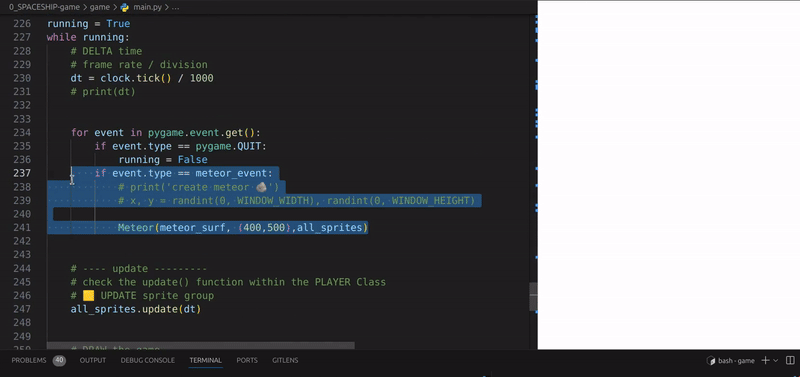 0_SPACESHIP-game > game > main.py > ...
226 running = True
227 while running:
228 # DELTA time
229 # frame rate / division
230 dt = clock.tick() / 1000
231 # print(dt)
232
233
234 for event in pygame.event.get():
235 if event.type == pygame.QUIT:
236 running = False
237 if event.type == meteor_event:
238 # print('create meteor 🪨')
239 # x, y = randint(0, WINDOW_WIDTH), randint(0, WINDOW_HEIGHT)
240
241 Meteor(meteor_surf, (400,500),all_sprites)
242
243
244 # ---- update ---------
245 # check the update() function within the PLAYER Class
246 # 🟨 UPDATE sprite group
247 all_sprites.update(dt)
248
249
PROBLEMS 40 OUTPUT DEBUG CONSOLE TERMINAL PORTS GITLENS bash - game